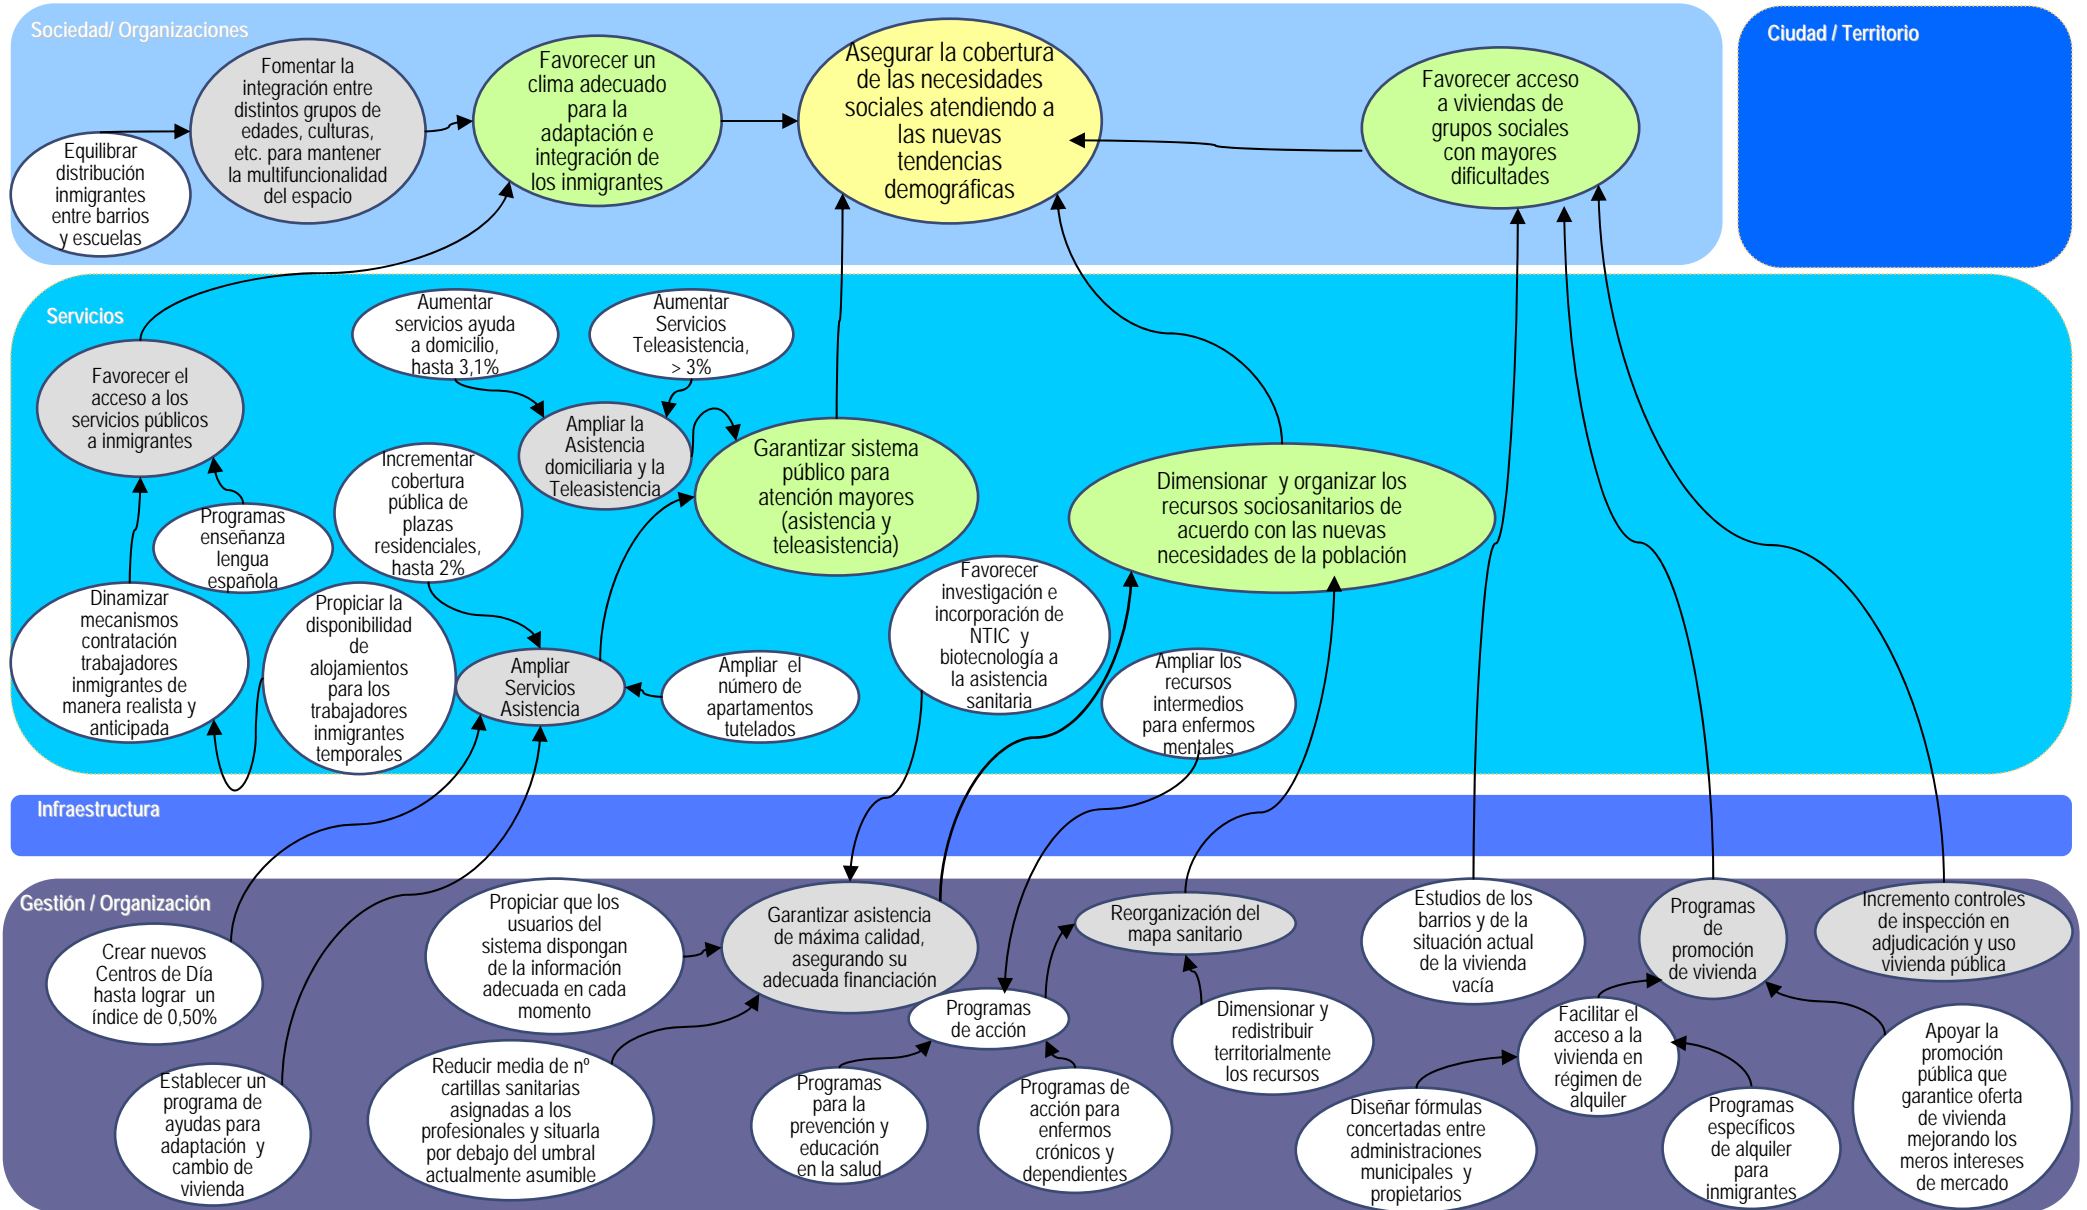 Sociedad/ Organizaciones
Ciudad / Territorio
Fomentar la
integración entre
distintos grupos de
edades, culturas,
etc. para mantener
la multifuncionalidad
del espacio
Favorecer un
clima adecuado
para la
adaptación e
integración de
los inmigrantes
Asegurar la cobertura
de las necesidades
sociales atendiendo a
las nuevas
tendencias
demográficas
Favorecer acceso
a viviendas de
grupos sociales
con mayores
dificultades
Equilibrar
distribución
inmigrantes
entre barrios
y escuelas
Servicios
Aumentar
servicios ayuda
a domicilio,
hasta 3,1%
Aumentar
Servicios
Teleasistencia,
> 3%
Favorecer el
acceso a los
servicios públicos
a inmigrantes
Ampliar la
Asistencia
domiciliaria y la
Teleasistencia
Incrementar
cobertura
pública de
plazas
residenciales,
hasta 2%
Garantizar sistema
público para
atención mayores
(asistencia y
teleasistencia)
Dimensionar y organizar los
recursos sociosanitarios de
acuerdo con las nuevas
necesidades de la población
Programas
enseñanza
lengua
española
Dinamizar
mecanismos
contratación
trabajadores
inmigrantes de
manera realista y
anticipada
Propiciar la
disponibilidad
de
alojamientos
para los
trabajadores
inmigrantes
temporales
Ampliar
Servicios
Asistencia
Ampliar el
número de
apartamentos
tutelados
Favorecer
investigación e
incorporación de
NTIC y
biotecnología a
la asistencia
sanitaria
Ampliar los
recursos
intermedios
para enfermos
mentales
Infraestructura
Gestión / Organización
Crear nuevos
Centros de Día
hasta lograr un
índice de 0,50%
Propiciar que los
usuarios del
sistema dispongan
de la información
adecuada en cada
momento
Garantizar asistencia
de máxima calidad,
asegurando su
adecuada financiación
Reorganización del
mapa sanitario
Estudios de los
barrios y de la
situación actual
de la vivienda
vacía
Programas
de
promoción
de vivienda
Incremento controles
de inspección en
adjudicación y uso
vivienda pública
Programas
de acción
Dimensionar y
redistribuir
territorialmente
los recursos
Facilitar el
acceso a la
vivienda en
régimen de
alquiler
Apoyar la
promoción
pública que
garantice oferta
de vivienda
mejorando los
meros intereses
de mercado
Establecer un
programa de
ayudas para
adaptación y
cambio de
vivienda
Reducir media de nº
cartillas sanitarias
asignadas a los
profesionales y situarla
por debajo del umbral
actualmente asumible
Programas
para la
prevención y
educación
en la salud
Programas de
acción para
enfermos
crónicos y
dependientes
Diseñar fórmulas
concertadas entre
administraciones
municipales y
propietarios
Programas
específicos
de alquiler
para
inmigrantes